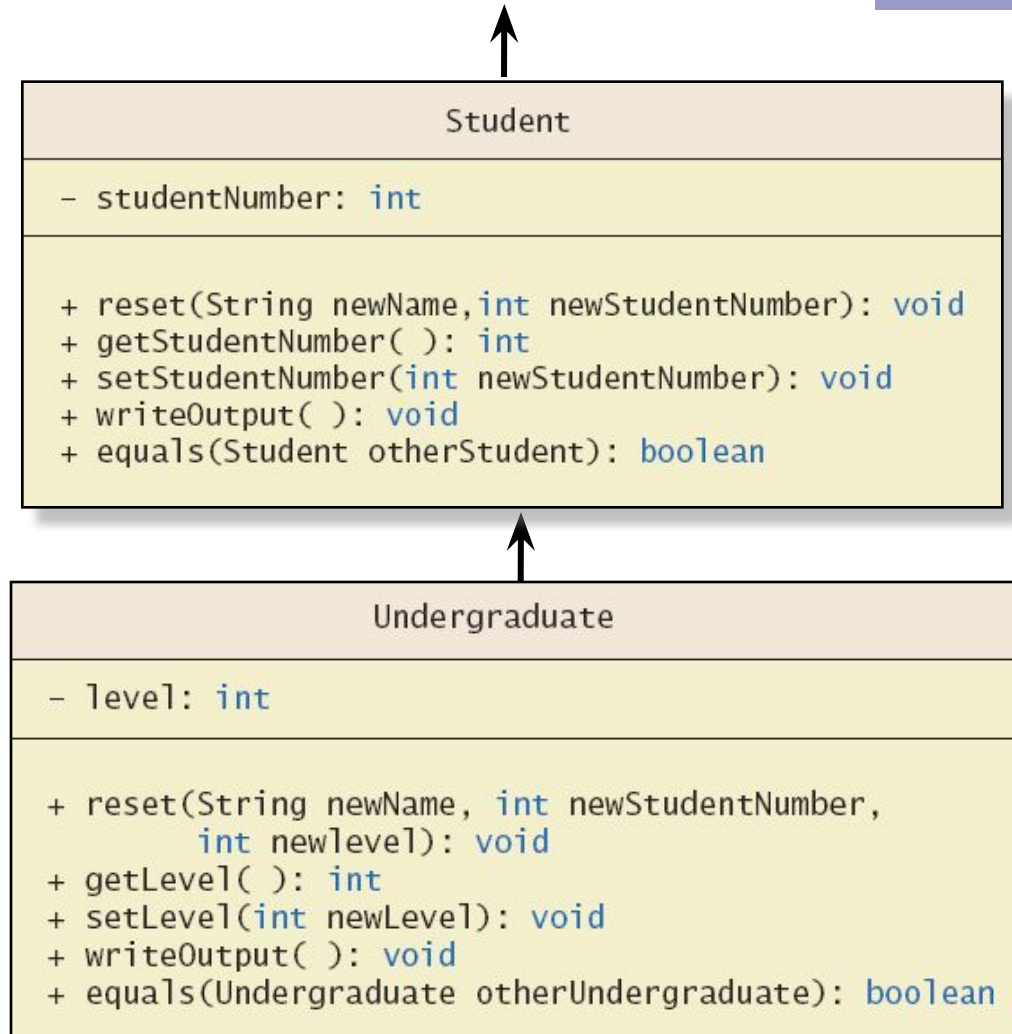 Student
- studentNumber: int
+ reset(String newName,int newStudentNumber): void
+ getStudentNumber( ): int
+ setStudentNumber(int newStudentNumber): void
+ writeOutput( ): void
+ equals(Student otherStudent): boolean
Undergraduate
- level: int
+ reset(String newName, int newStudentNumber,
int newlevel): void
+ getLevel( ): int
+ setLevel(int newLevel): void
+ writeOutput( ): void
+ equals(Undergraduate otherUndergraduate): boolean